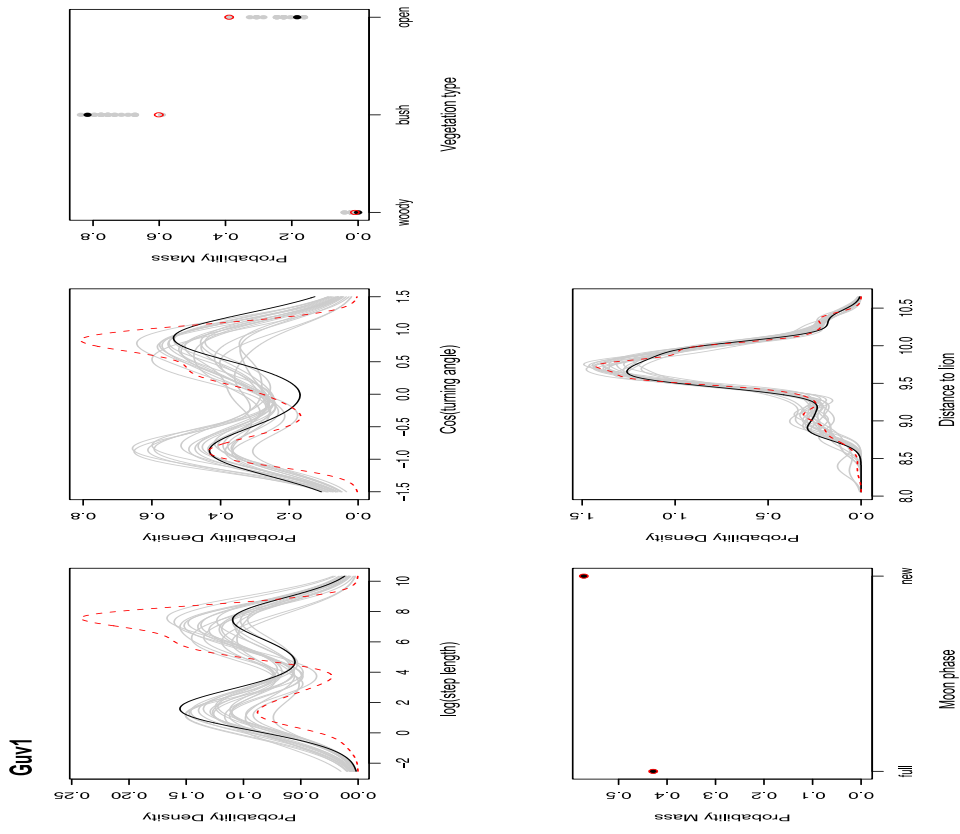 Guv1
0.25
0.20
0.15
0.10
0.05
0.00
Probability Density
−2
0
2
4
6
8
10
log(step length)
0.8
0.6
0.4
0.2
0.0
Probability Density
−1.5
−1.0
−0.5
0.0
0.5
1.0
1.5
Cos(turning angle)
0.8
0.6
0.4
0.2
0.0
Probability Mass
woody
bush
open
Vegetation type
0.5
0.4
0.3
0.2
0.1
0.0
Probability Mass
full
new
Moon phase
1.5
1.0
0.5
0.0
Probability Density
8.0
8.5
9.0
9.5
10.0
10.5
Distance to lion